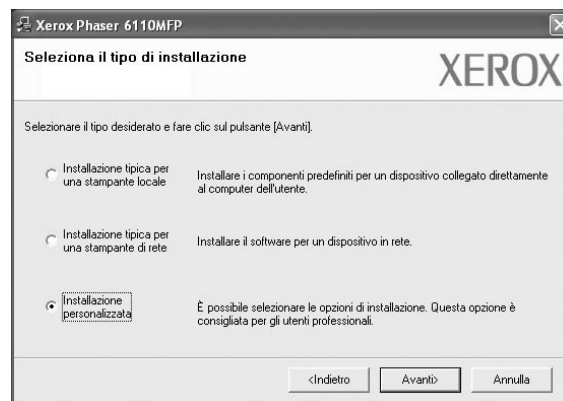 Xerox Phaser 6110MFP
Seleziona il tipo di installazione
XEROX
Selezionare il tipo desiderato e fare clic sul pulsante [Avanti].
Installazione tipica per
una stampante locale
Installare i componenti predefiniti per un dispositivo collegato direttamente
al computer dell'utente.
Installazione tipica per
una stampante di rete
Installare il software per un dispositivo in rete.
Installazione
personalizzata
È possibile selezionare le opzioni di installazione. Questa opzione è
consigliata per gli utenti professionali.
<Indietro
Avanti>
Annulla